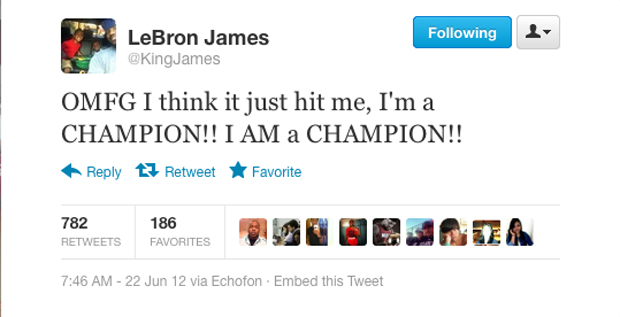 LeBron James
@KingJames
Following
OMFG I think it just hit me, I'm a
CHAMPION!! I AM a CHAMPION!!
Reply Retweet Favorite
782 186
RETWEETS FAVORITES
7:46 AM - 22 Jun 12 via Echofon · Embed this Tweet